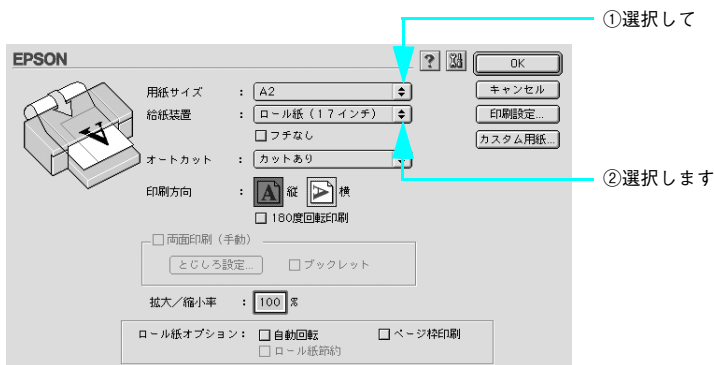 ①選択して
EPSON
? OK
用紙サイズ : A2 キャンセル
給紙装置 : ロール紙(17インチ) 印刷設定...
フチなし カスタム用紙...
オートカット : カットあり
②選択します
印刷方向 : A 縦 A 横
180度回転印刷
両面印刷(手動)
とじしろ設定... ブックレット
拡大/縮小率 : 100 %
ロール紙オプション: 自動回転 ページ枠印刷
ロール紙節約